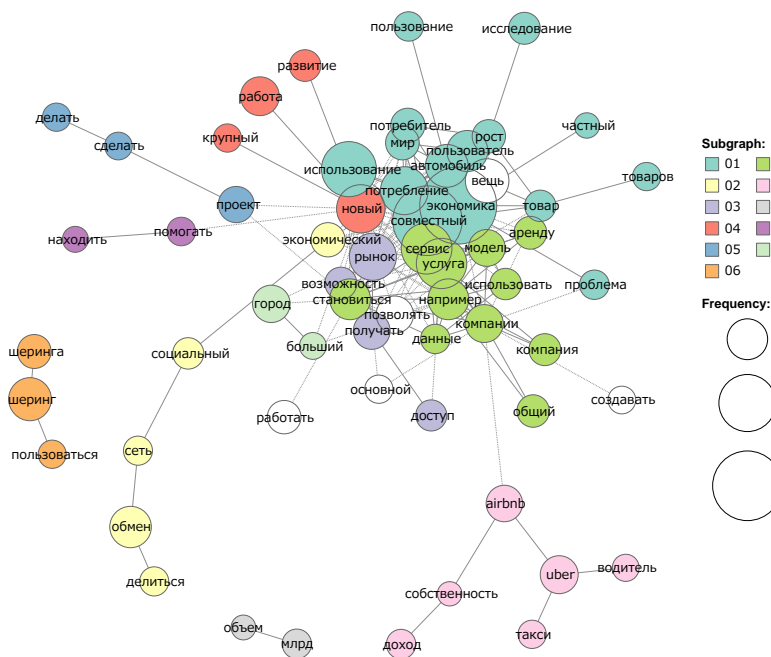 пользование
исследование
развитие
работа
делать
потребитель
рост
частный
крупный
мир
сделать
пользователь
использование
автомобиль
вещь
товаров
потребление
проект
новый
экономика
товар
совместный
помогать
находить
экономический
аренду
сервис
модель
рынок
услуга
возможность
использовать
проблема
становиться
например
город
позволять
получать
компании
данные
больший
социальный
компания
шеринга
основной
шеринг
создавать
общий
работать
доступ
сеть
пользоваться
airbnb
обмен
водитель
uber
делиться
собственность
объем
такси
млрд
доход
Subgraph:
01
02
03
04
05
06
Frequency: